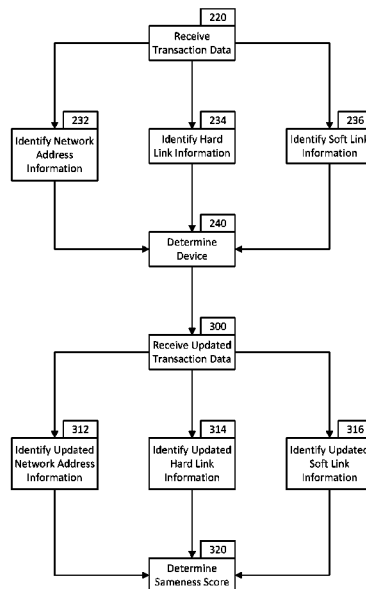 220
Receive
Transaction Data
232
Identify Network
Address
Information
234
Identify Hard
Link Information
236
Identify Soft Link
Information
240
Determine
Device
300
Receive Updated
Transaction Data
312
Identify Updated
Network Address
Information
314
Identify Updated
Hard Link
Information
316
Identify Updated
Soft Link
Information
320
Determine
Sameness Score